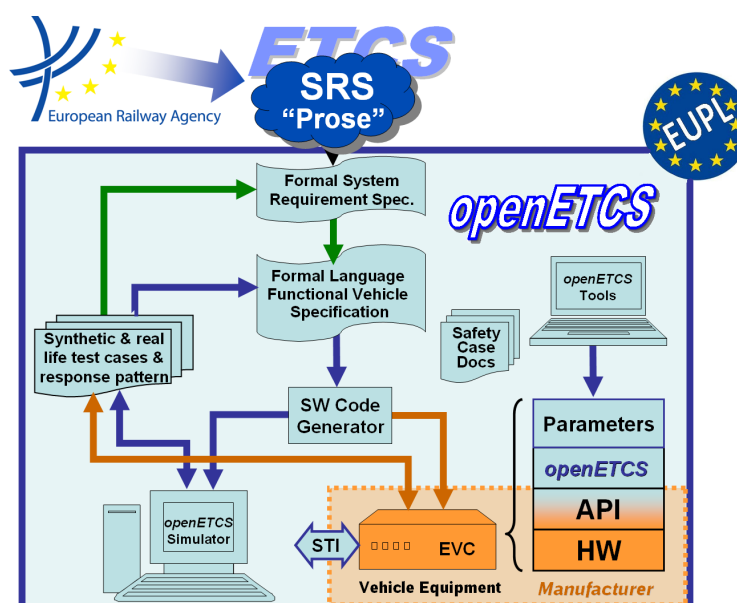 ETCS
SRS
“Prose”
European Railway Agency
EUPL
Formal System
Requirement Spec.
openETCS
Formal Language
Functional Vehicle
Specification
openETCS
Tools
Synthetic & real
life test cases &
response pattern
Safety
Case
Docs
SW Code
Generator
Parameters
openETCS
API
HW
openETCS
Simulator
STI
EVC
Vehicle Equipment
Manufacturer